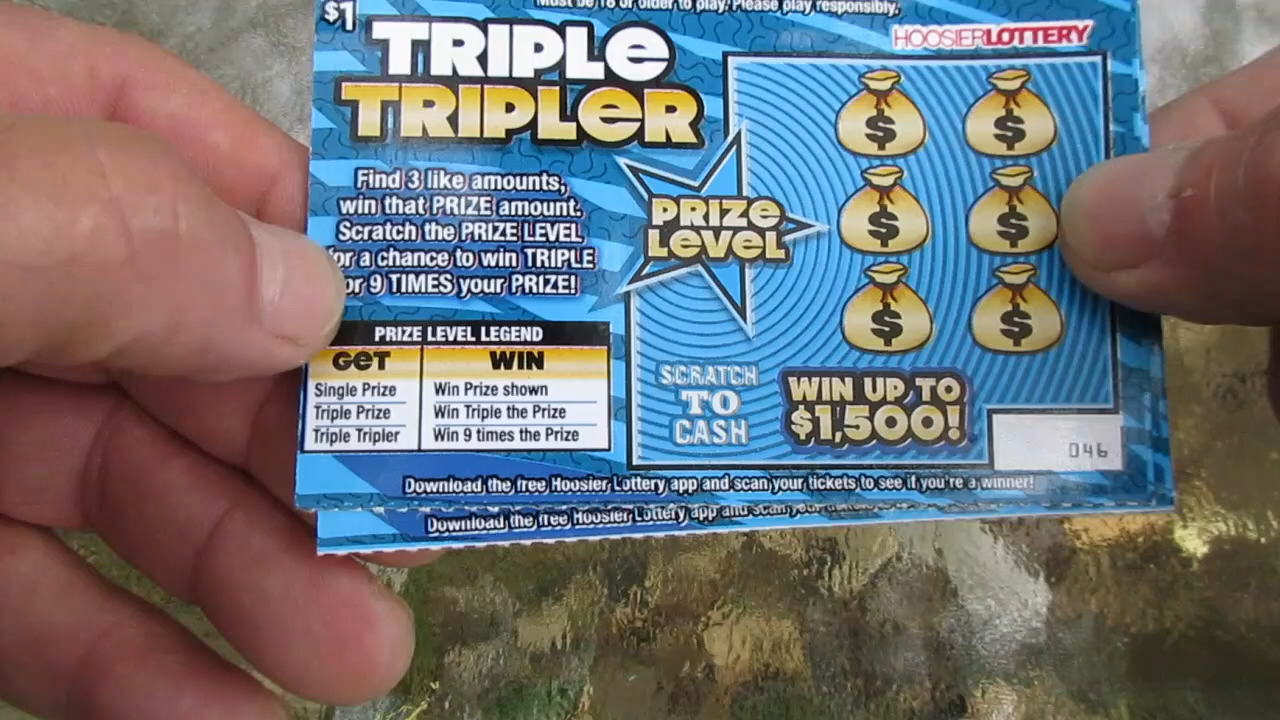 Must be 18 or older to play. Please play responsibly.
$1
HOOSIERLOTTERY
TRIPLE
TRIPLER
Find 3 like amounts,
win that PRIZE amount.
Scratch the PRIZE LEVEL
for a chance to win TRIPLE
or 9 TIMES your PRIZE!
PRIZE LEVEL LEGEND
GET WIN
Single Prize Win Prize shown
Triple Prize Win Triple the Prize
Triple Tripler Win 9 times the Prize
PRIZE
LEVEL
$ $
$ $
$ $
SCRATCH
TO
CASH
WIN UP TO
$1,500!
046
Download the free Hoosier Lottery app and scan your tickets to see if you're a winner!
Download the free Hoosier Lottery app and scan your